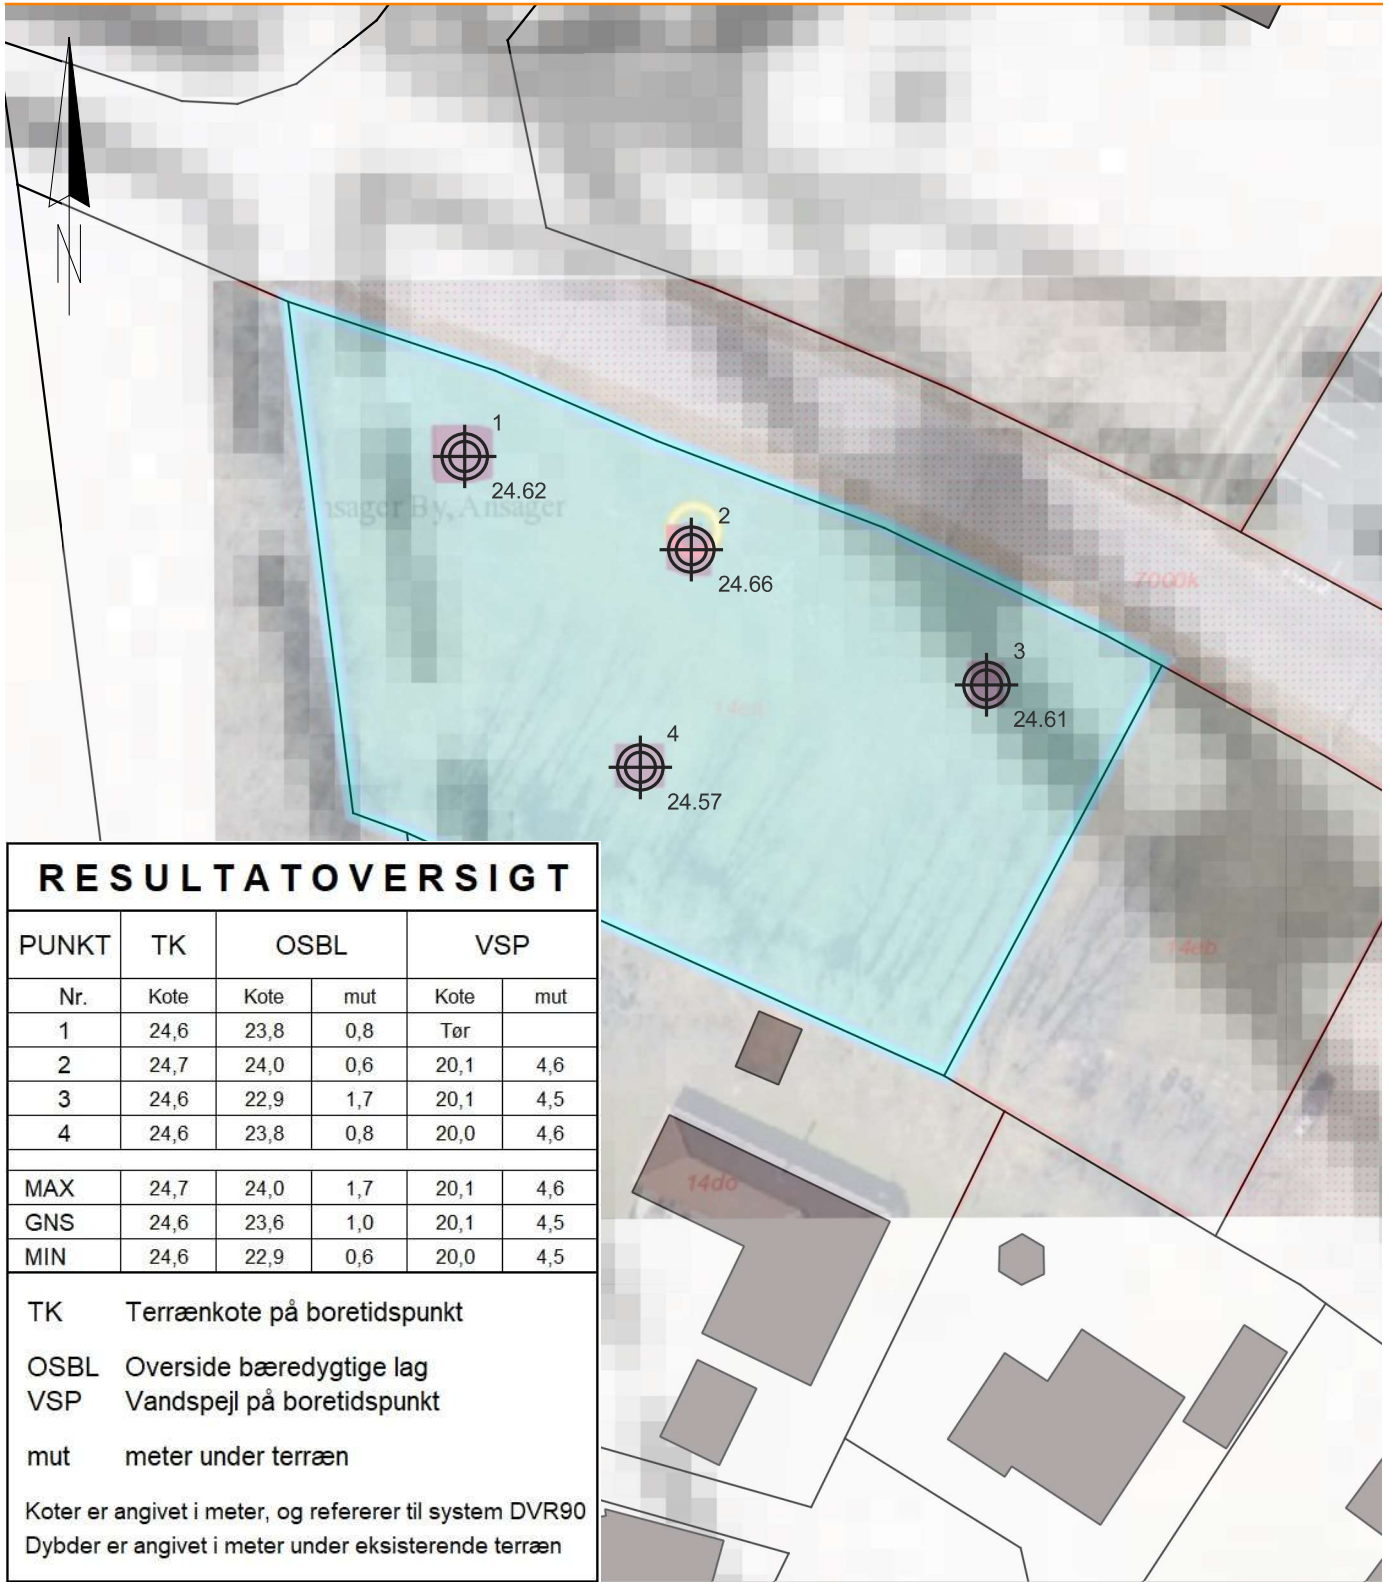 N
1
24.62
Ansager By, Ansager
2
24.66
7000k
3
24.61
4
24.57
14eb
14do
RESULTATOVERSIGT
PUNKT TK OSBL VSP
Nr. Kote Kote mut Kote mut
1 24,6 23,8 0,8 Tør
2 24,7 24,0 0,6 20,1 4,6
3 24,6 22,9 1,7 20,1 4,5
4 24,6 23,8 0,8 20,0 4,6
MAX 24,7 24,0 1,7 20,1 4,6
GNS 24,6 23,6 1,0 20,1 4,5
MIN 24,6 22,9 0,6 20,0 4,5
TK Terrænkote på boretidspunkt
OSBL Overside bæredygtige lag
VSP Vandspejl på boretidspunkt
mut meter under terræn
Koter er angivet i meter, og refererer til system DVR90
Dybder er angivet i meter under eksisterende terræn